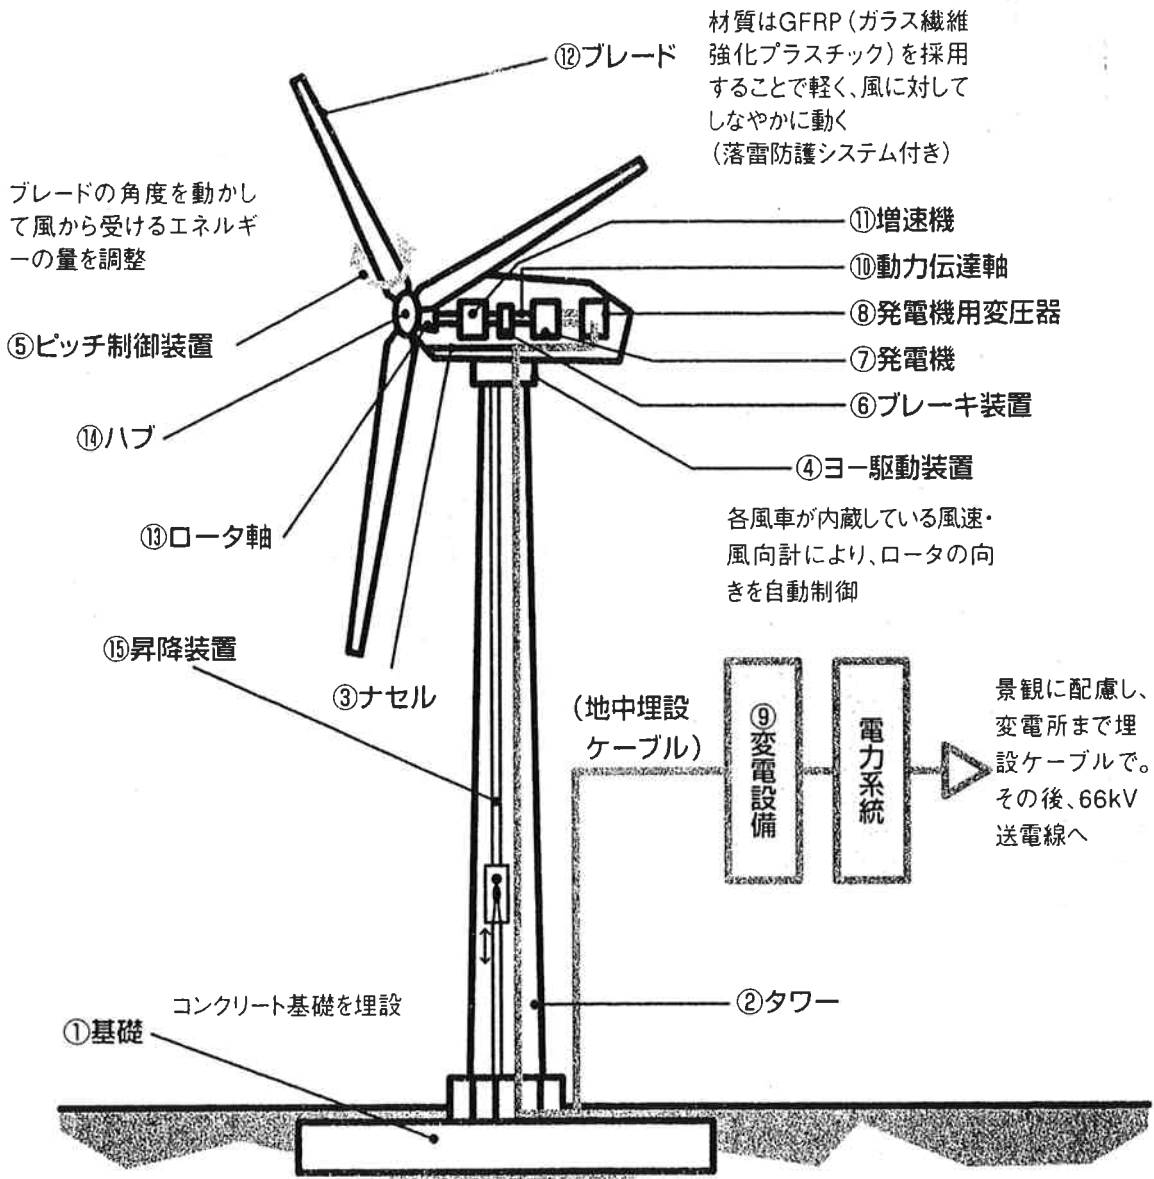 ⑫ブレード
材質はGFRP(ガラス繊維
強化プラスチック)を採用
することで軽く、風に対して
しなやかに動く
(落雷防護システム付き)
ブレードの角度を動かし
て風から受けるエネルギ
ーの量を調整
⑤ピッチ制御装置
⑭ハブ
⑬ロータ軸
⑪増速機
⑩動力伝達軸
⑧発電機用変圧器
⑦発電機
⑥ブレーキ装置
④ヨー駆動装置
各風車が内蔵している風速・
風向計により、ロータの向
きを自動制御
⑮昇降装置
③ナセル
(地中埋設
ケーブル)
⑨変電設備
電力系統
景観に配慮し、
変電所まで埋
設ケーブルで。
その後、66kV
送電線へ
②タワー
コンクリート基礎を埋設
①基礎